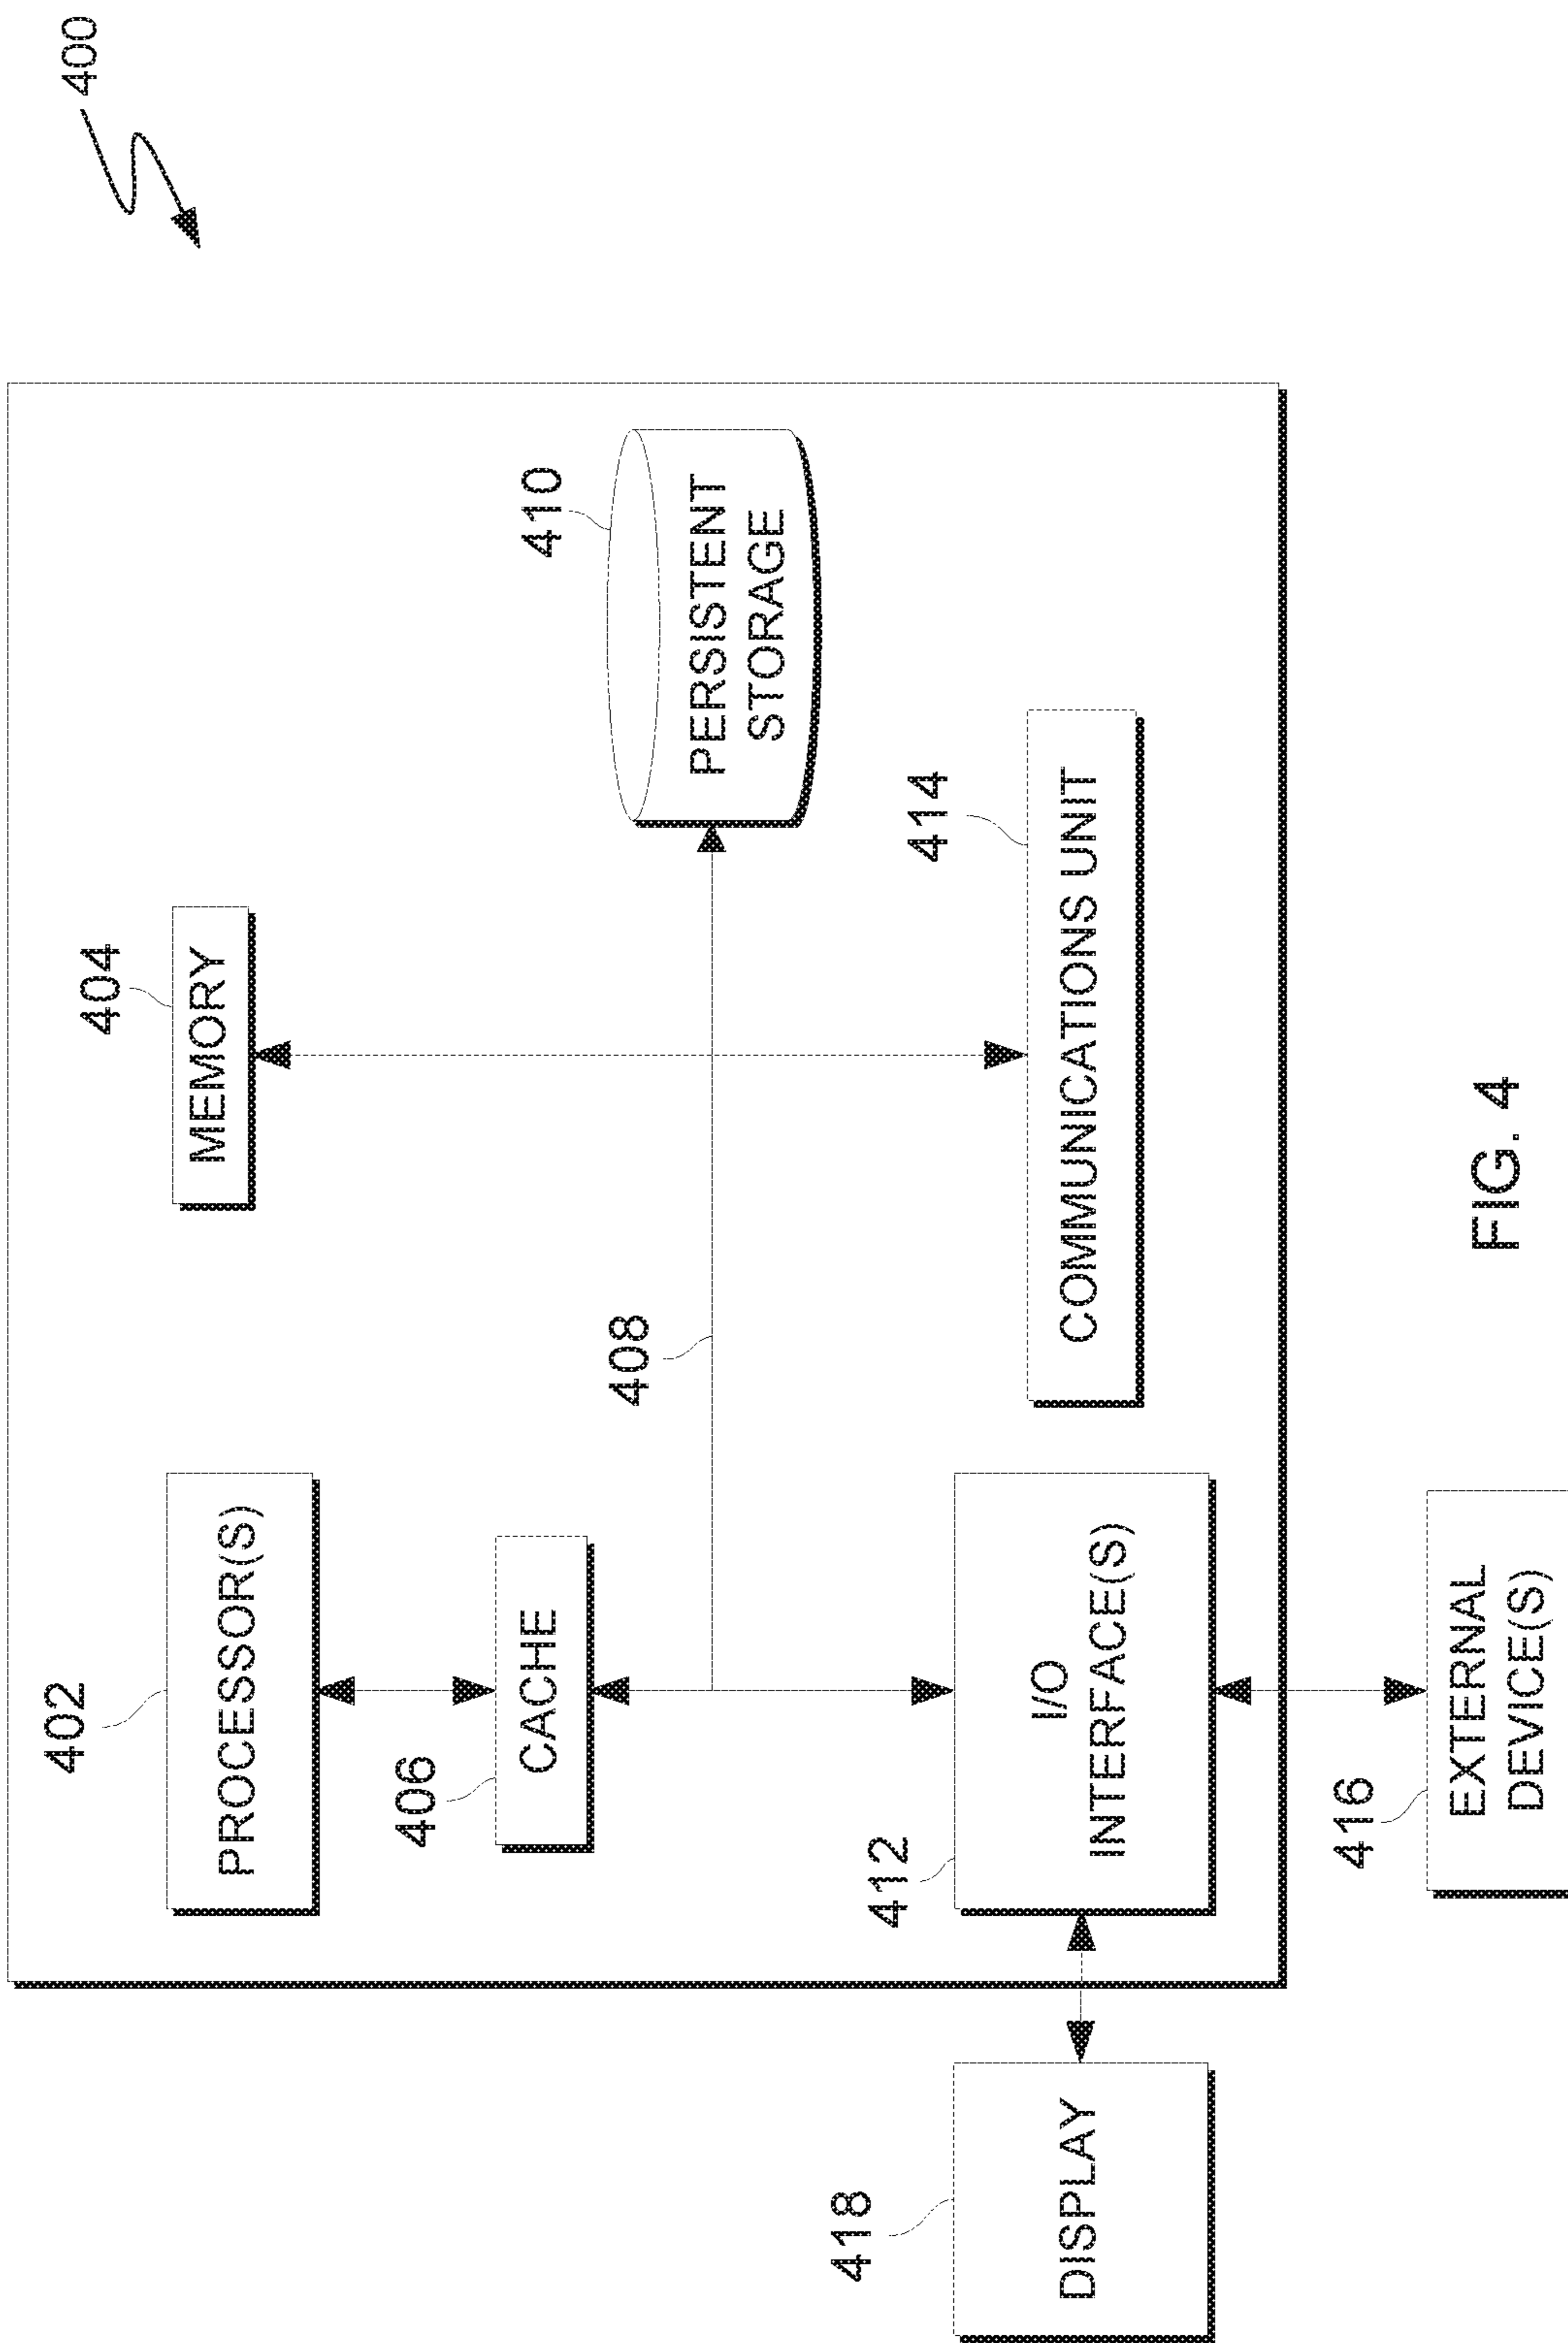 400
402
PROCESSOR(S)
404
MEMORY
406
CACHE
408
410
PERSISTENT
STORAGE
412
I/O
INTERFACE(S)
414
COMMUNICATIONS UNIT
418
DISPLAY
416
EXTERNAL
DEVICE(S)
FIG. 4